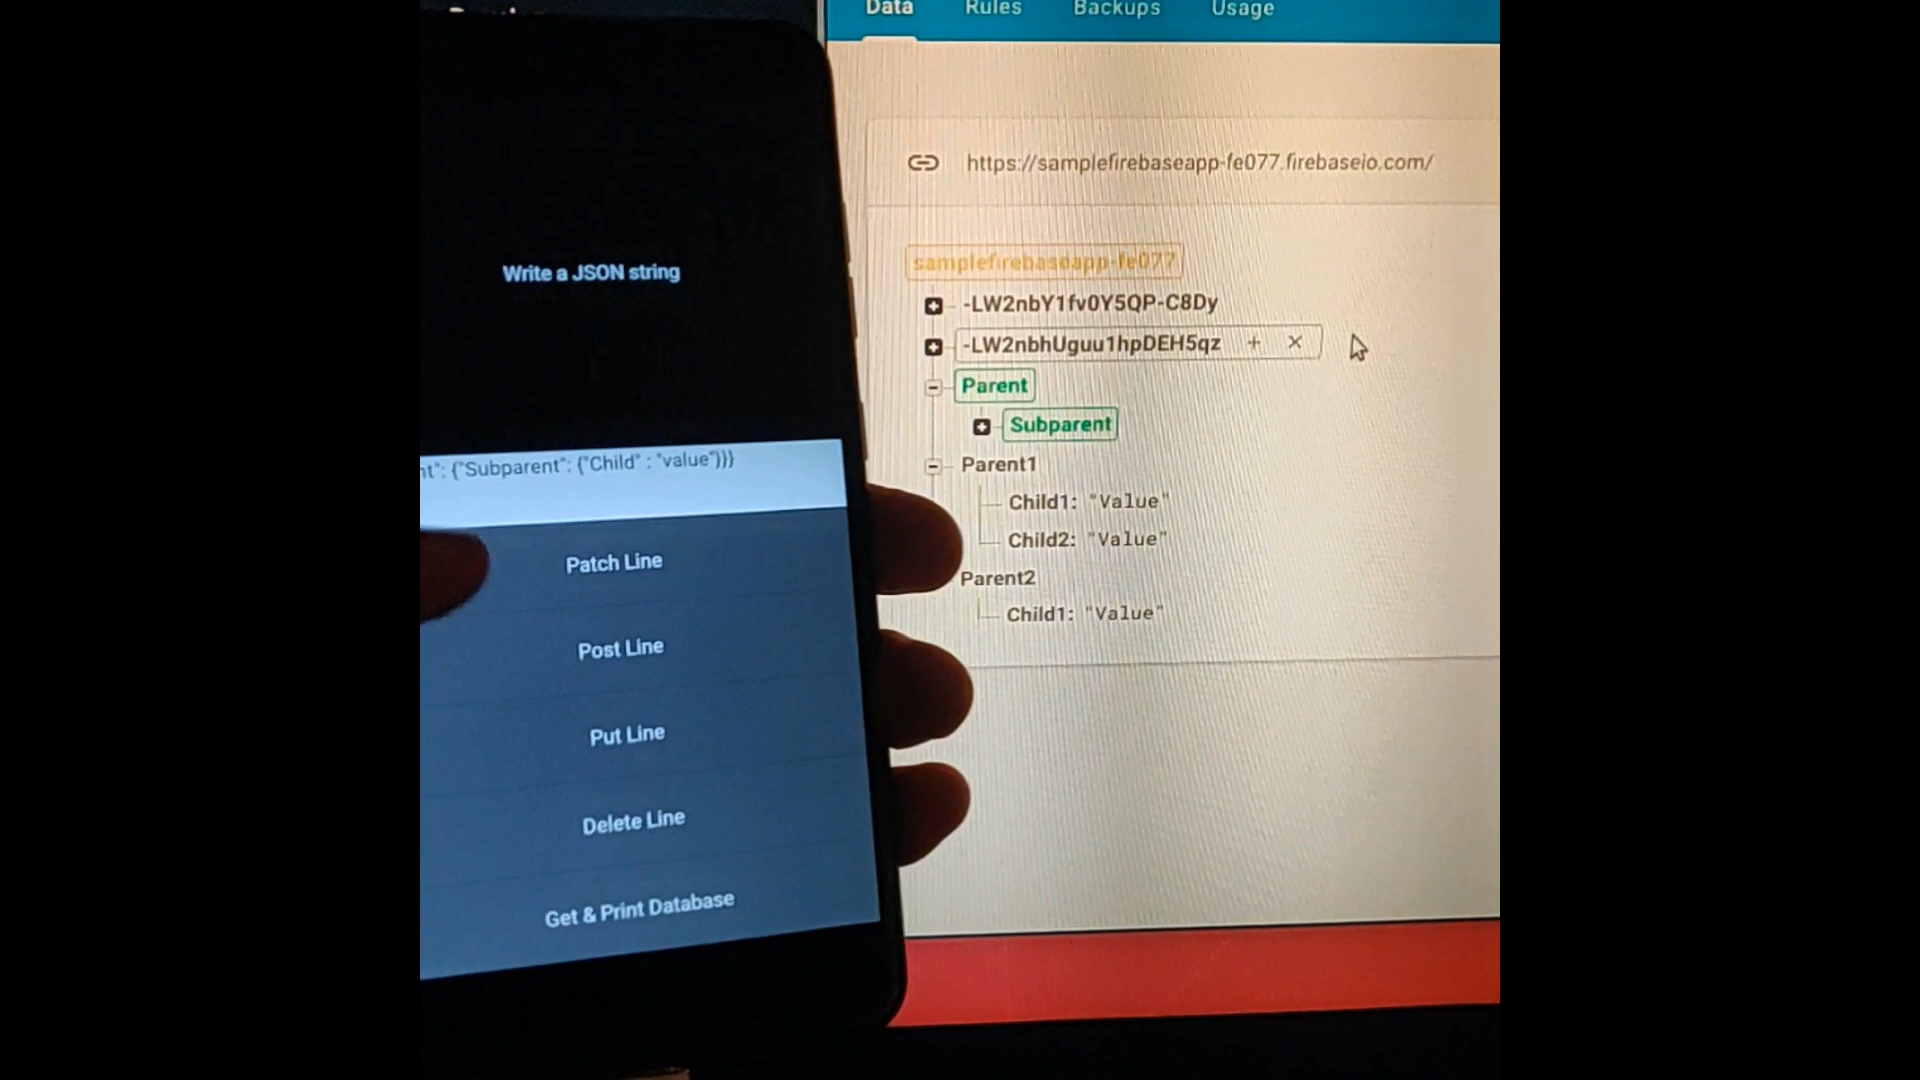 Write a JSON string
nt": {"Subparent": {"Child" : "value"}}}
Patch Line
Post Line
Put Line
Delete Line
Get & Print Database
Data Rules Backups Usage
https://samplefirebaseapp-fe077.firebaseio.com/
samplefirebaseapp-fe077
-LW2nbY1fv0Y5QP-C8Dy
-LW2nbhUguu1hpDEH5qz + ×
Parent
Subparent
Parent1
Child1: "Value"
Child2: "Value"
Parent2
Child1: "Value"